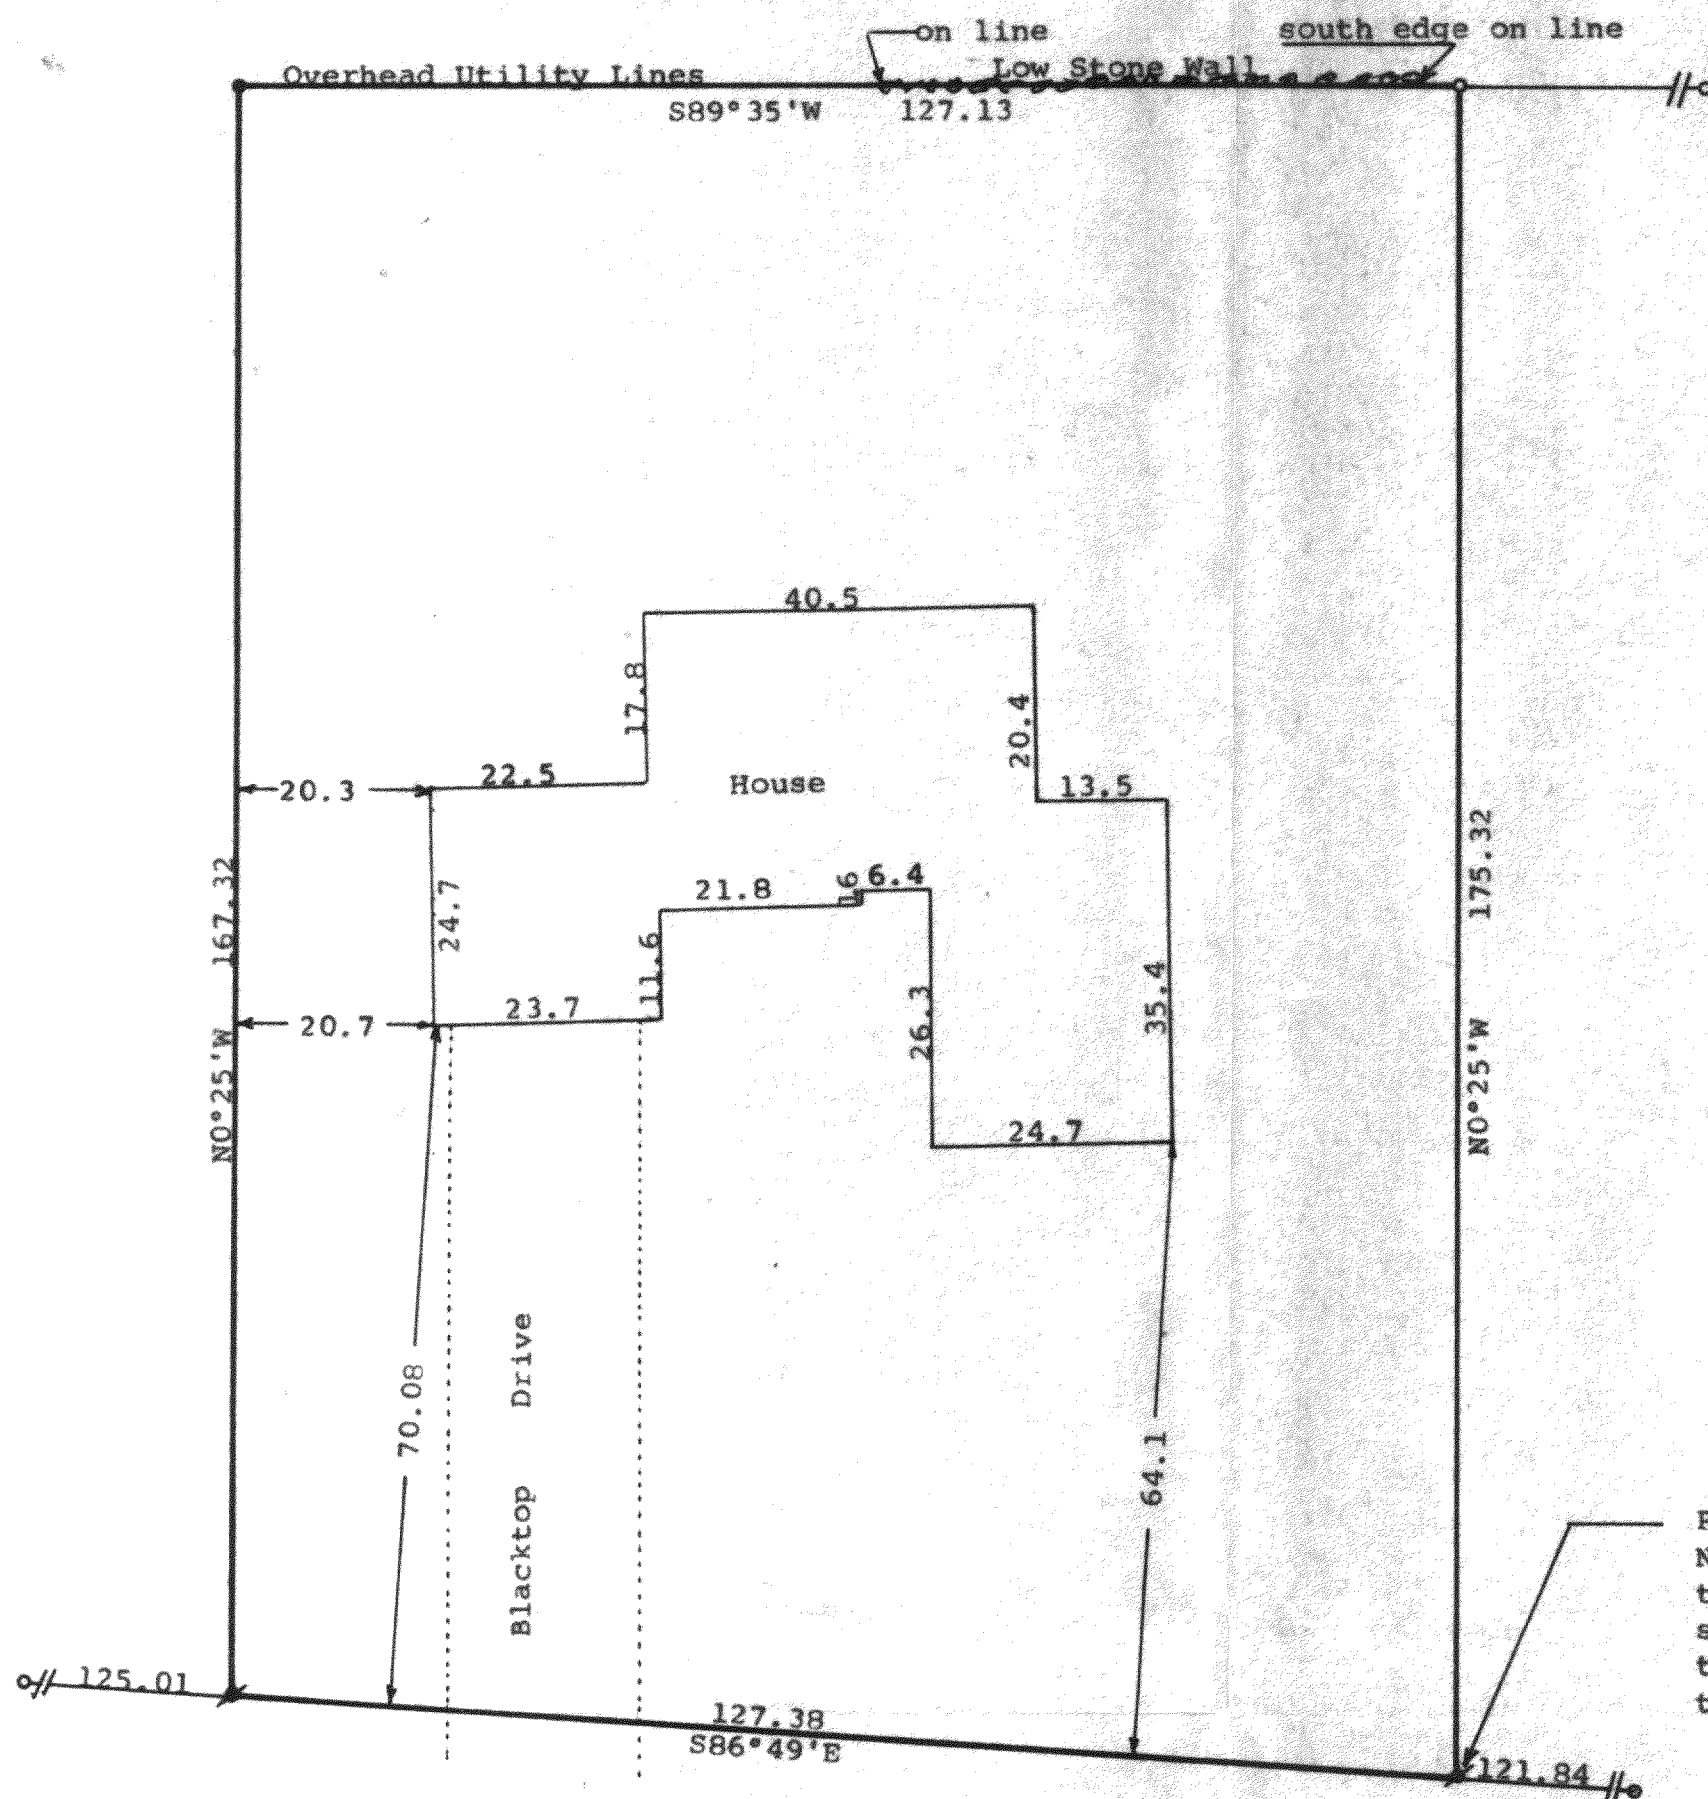 on line
south edge on line
Overhead Utility Lines
Low Stone Wall
S89°35'W 127.13
40.5
17.8
20.4
22.5
House
13.5
20.3
167.32
24.7
21.8
1.6
6.4
175.32
11.6
23.7
26.3
35.4
20.7
N0°25'W
N0°25'W
24.7
70.08
Blacktop Drive
64.1
125.01
127.38
S86°49'E
121.84